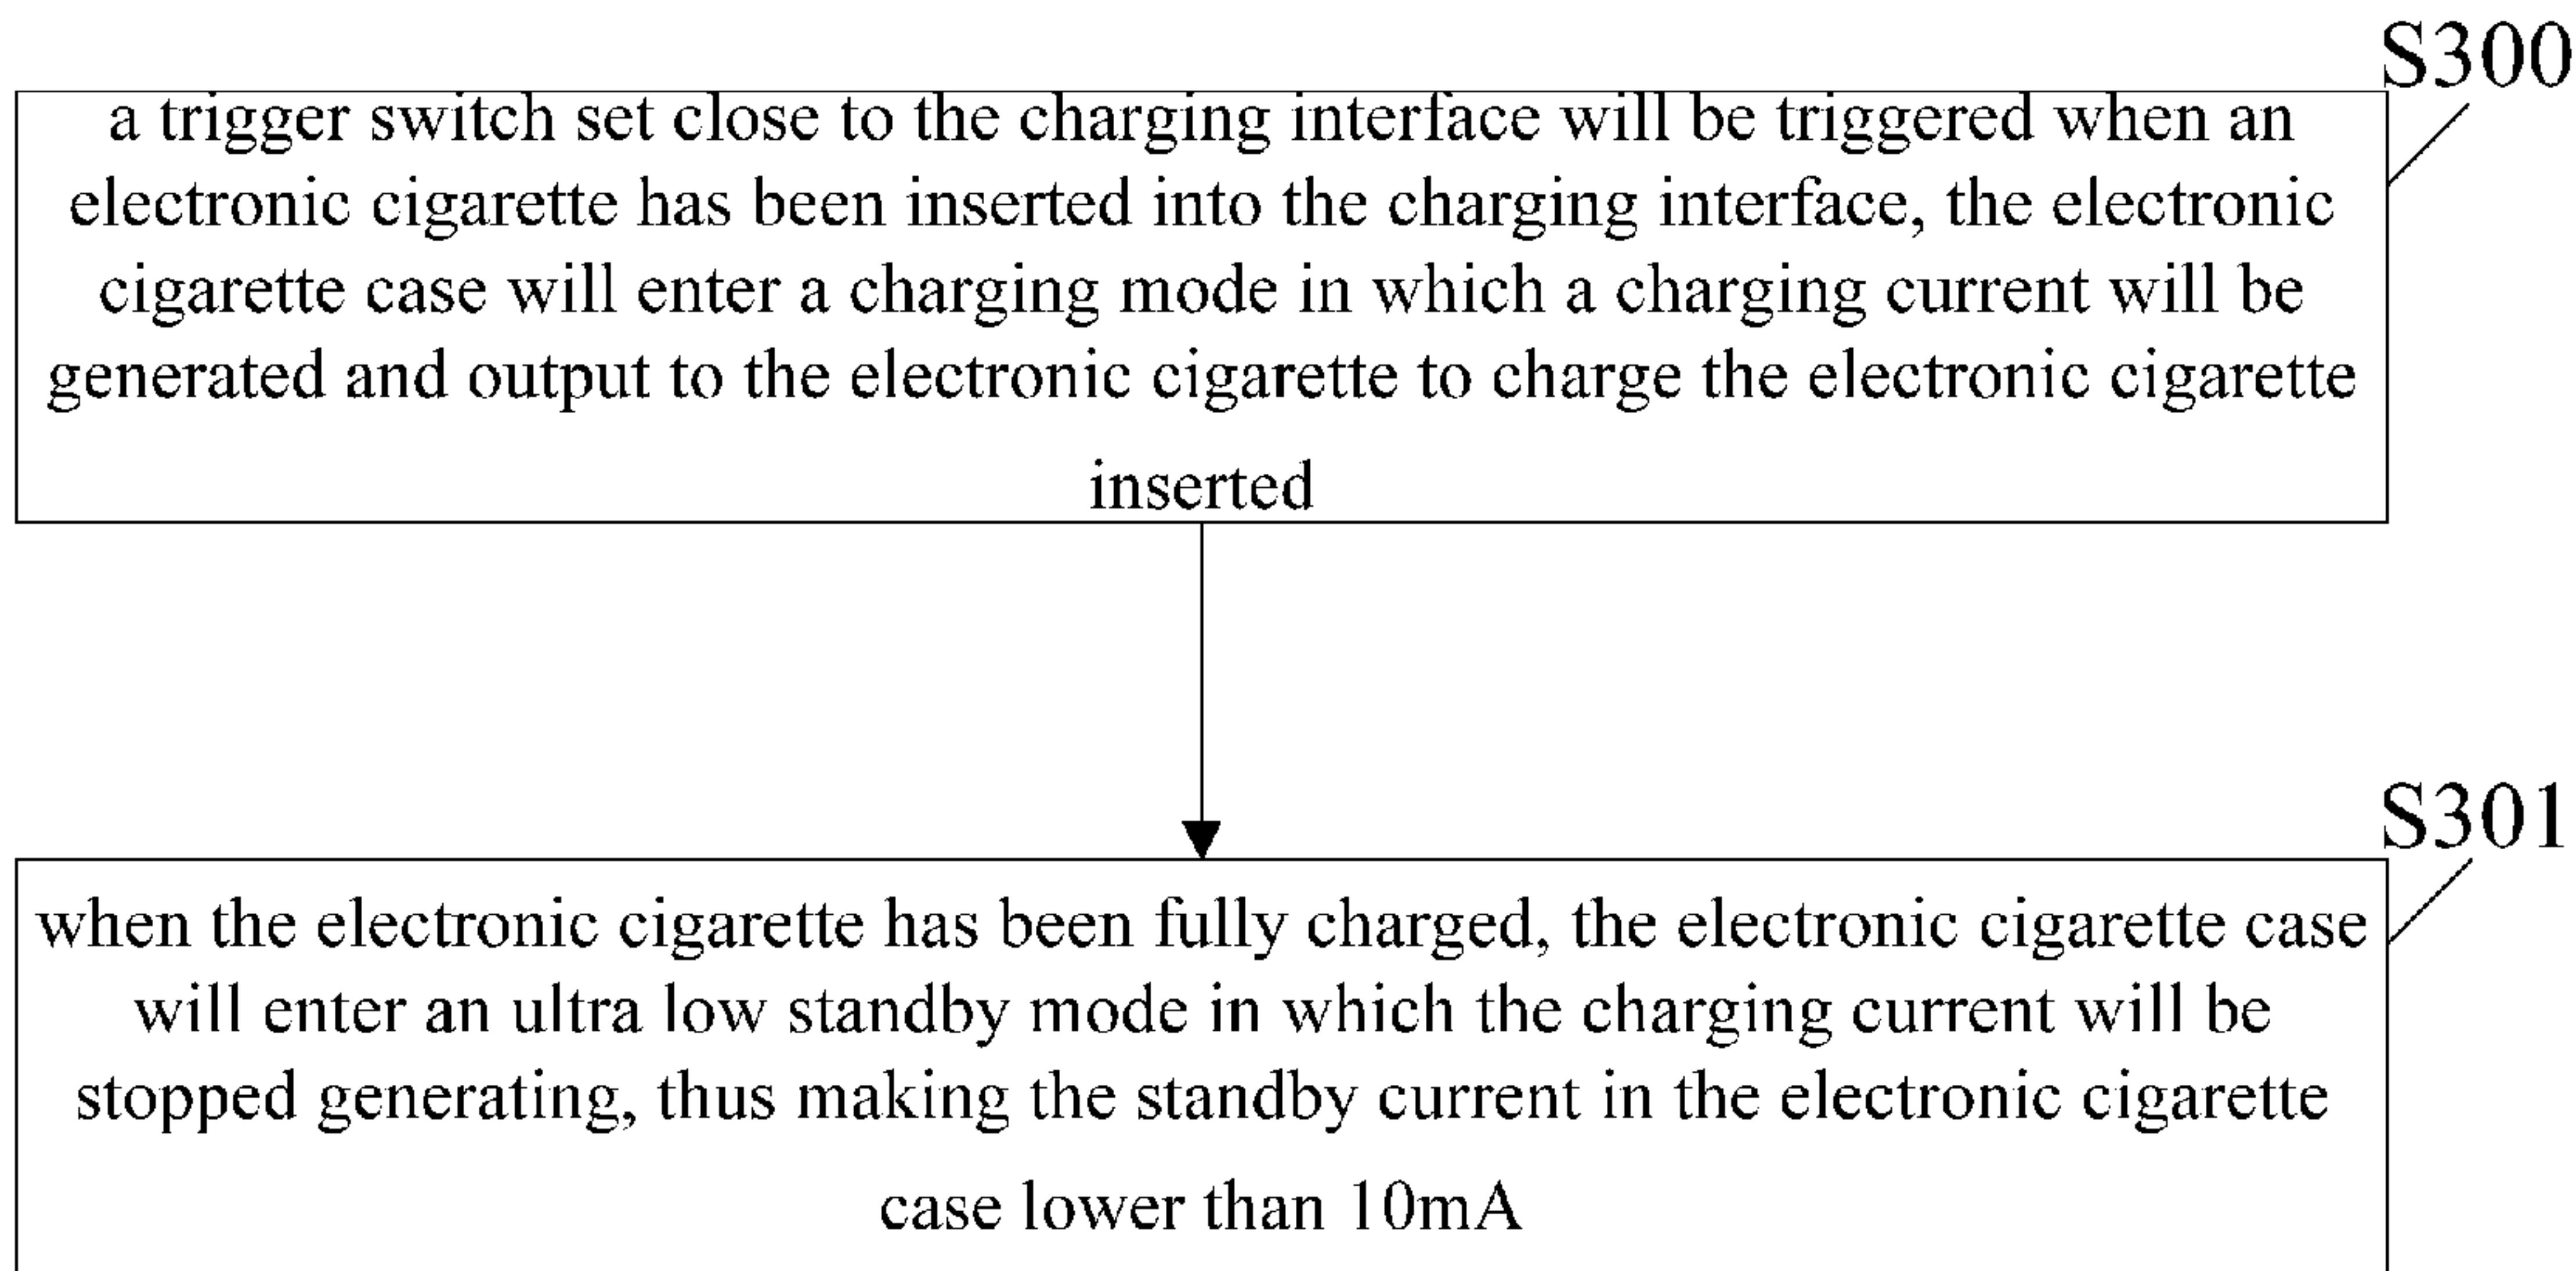 S300
a trigger switch set close to the charging interface will be triggered when an
electronic cigarette has been inserted into the charging interface, the electronic
cigarette case will enter a charging mode in which a charging current will be
generated and output to the electronic cigarette to charge the electronic cigarette
inserted
S301
when the electronic cigarette has been fully charged, the electronic cigarette case
will enter an ultra low standby mode in which the charging current will be
stopped generating, thus making the standby current in the electronic cigarette
case lower than 10mA